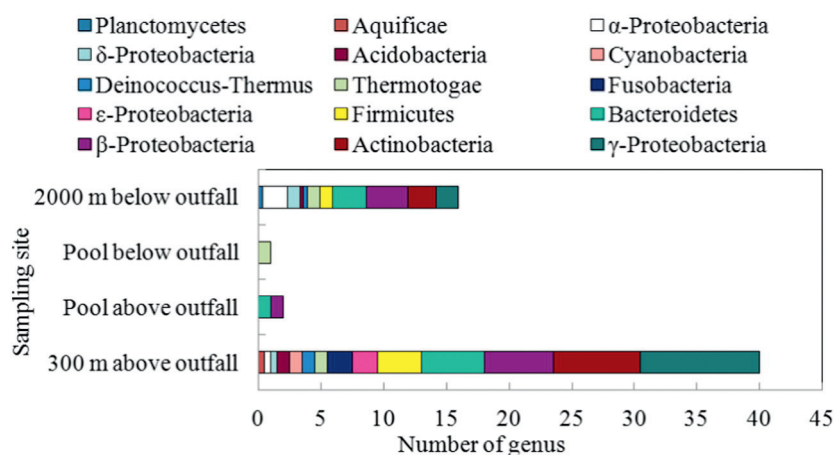 Planctomycetes Aquificae α-Proteobacteria
δ-Proteobacteria Acidobacteria Cyanobacteria
Deinococcus-Thermus Thermotogae Fusobacteria
ε-Proteobacteria Firmicutes Bacteroidetes
β-Proteobacteria Actinobacteria γ-Proteobacteria
Sampling site
2000 m below outfall
Pool below outfall
Pool above outfall
300 m above outfall
0 5 10 15 20 25 30 35 40 45
Number of genus